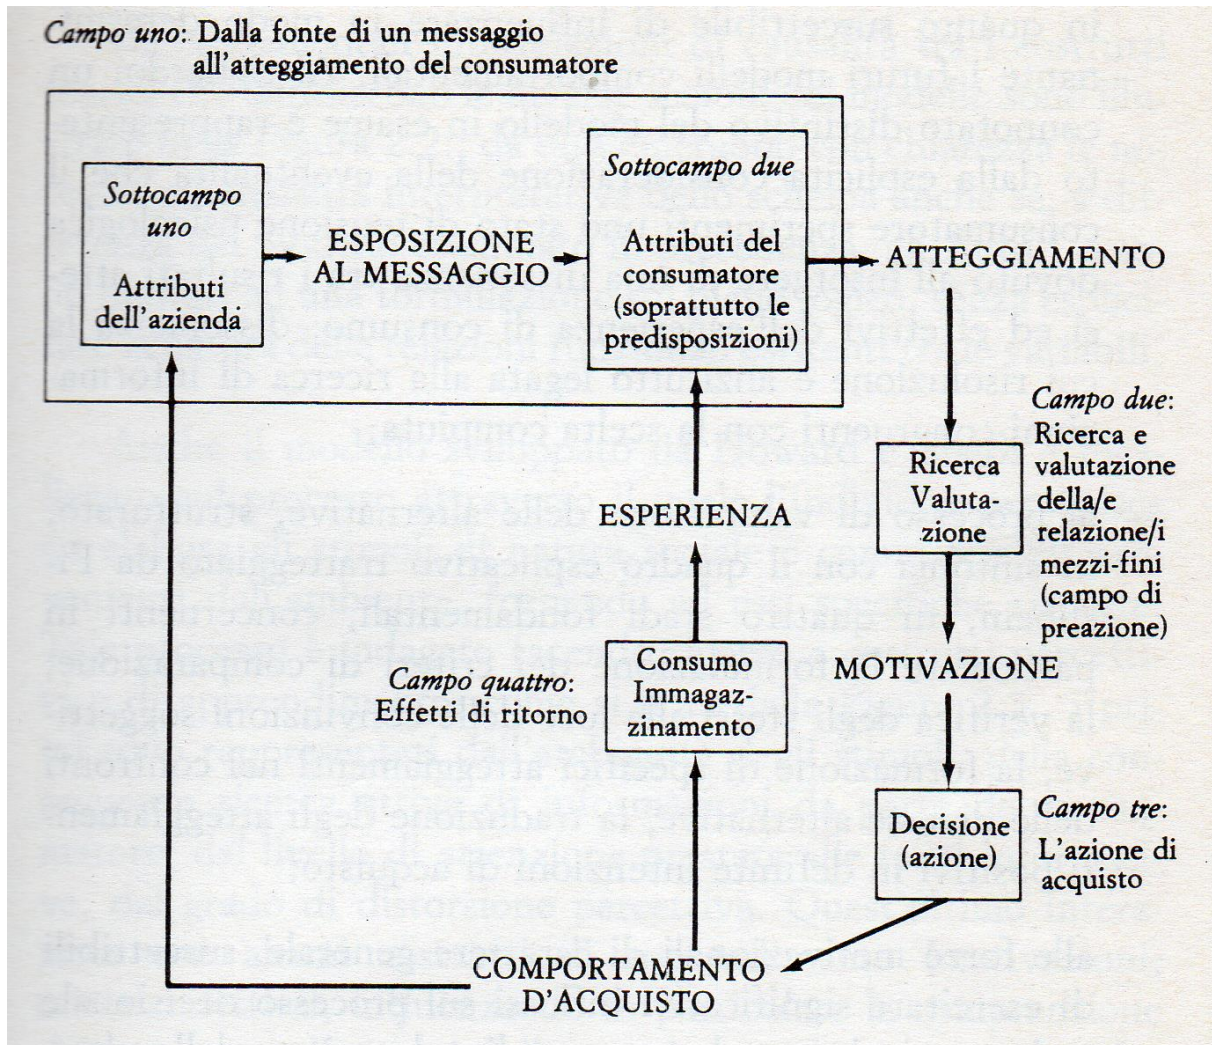 Campo uno: Dalla fonte di un messaggio
all'atteggiamento del consumatore
Sottocampo
uno
Attributi
dell'azienda
ESPOSIZIONE
AL MESSAGGIO
Sottocampo due
Attributi del
consumatore
(soprattutto le
predisposizioni)
ATTEGGIAMENTO
Campo due:
Ricerca e
valutazione
della/e
relazione/i
mezzi-fini
(campo di
preazione)
Ricerca
Valuta-
zione
ESPERIENZA
MOTIVAZIONE
Consumo
Immagaz-
zinamento
Campo quattro:
Effetti di ritorno
Decisione
(azione)
Campo tre:
L'azione di
acquisto
COMPORTAMENTO
D'ACQUISTO